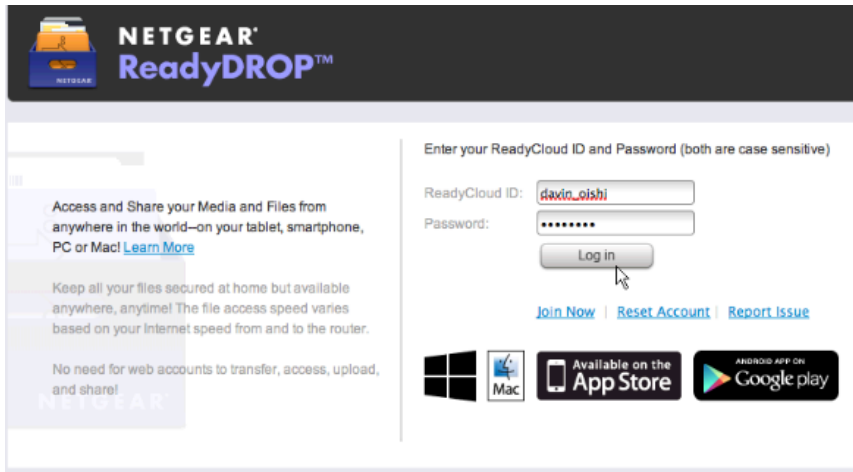 NETGEAR
NETGEAR®
ReadyDROP™
Access and Share your Media and Files from
anywhere in the world—on your tablet, smartphone,
PC or Mac! Learn More
Keep all your files secured at home but available
anywhere, anytime! The file access speed varies
based on your Internet speed from and to the router.
No need for web accounts to transfer, access, upload,
and share!
NETGEAR
Enter your ReadyCloud ID and Password (both are case sensitive)
ReadyCloud ID: davin_oishi
Password: ••••••••
Log in
Join Now | Reset Account | Report Issue
Mac
Available on the
App Store
ANDROID APP ON
Google play